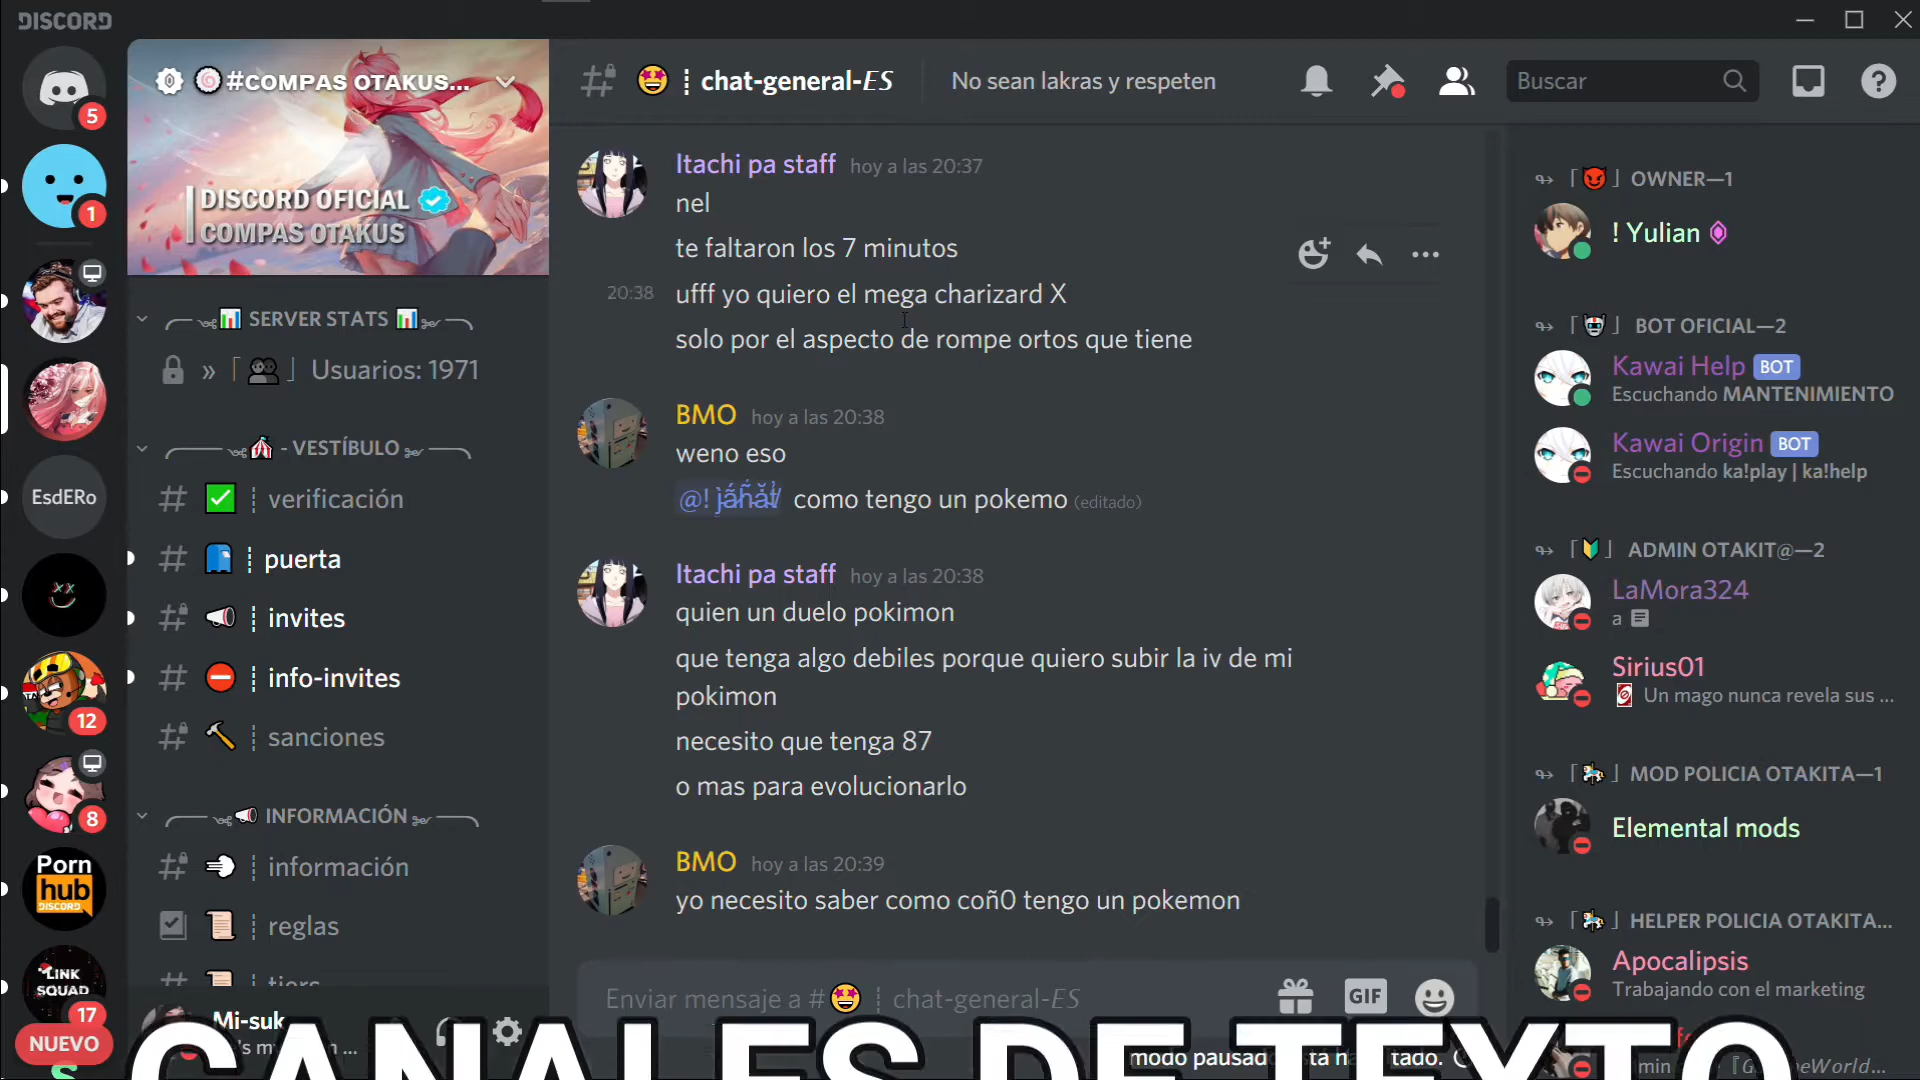 DISCORD
5
1
EsdERo
12
8
Porn
hub
DISCORD
LINK
SQUAD
17
NUEVO
#COMPAS OTAKUS...
DISCORD OFICIAL
COMPAS OTAKUS
SERVER STATS
» 「 」 Usuarios: 1971
- VESTÍBULO
verificación
puerta
invites
info-invites
sanciones
INFORMACIÓN
información
reglas
tiers
Mi-suk
chat-general-ES
No sean lakras y respeten
Buscar
Itachi pa staff hoy a las 20:37
nel
te faltaron los 7 minutos
20:38 ufff yo quiero el mega charizard X
solo por el aspecto de rompe ortos que tiene
BMO hoy a las 20:38
weno eso
como tengo un pokemo (editado)
Itachi pa staff hoy a las 20:38
quien un duelo pokimon
que tenga algo debiles porque quiero subir la iv de mi
pokimon
necesito que tenga 87
o mas para evolucionarlo
BMO hoy a las 20:39
yo necesito saber como coñ0 tengo un pokemon
Enviar mensaje a # chat-general-ES
GIF
modo pausado
CANALES DE TEXTO
「 」 OWNER—1
! Yulian
「 」 BOT OFICIAL—2
Kawai Help BOT
Escuchando MANTENIMIENTO
Kawai Origin BOT
Escuchando ka!play | ka!help
「 」 ADMIN OTAKIT@—2
LaMora324
a
Sirius01
Un mago nunca revela sus ...
「 」 MOD POLICIA OTAKITA—1
Elemental mods
「 」 HELPER POLICIA OTAKITA...
Apocalipsis
Trabajando con el marketing